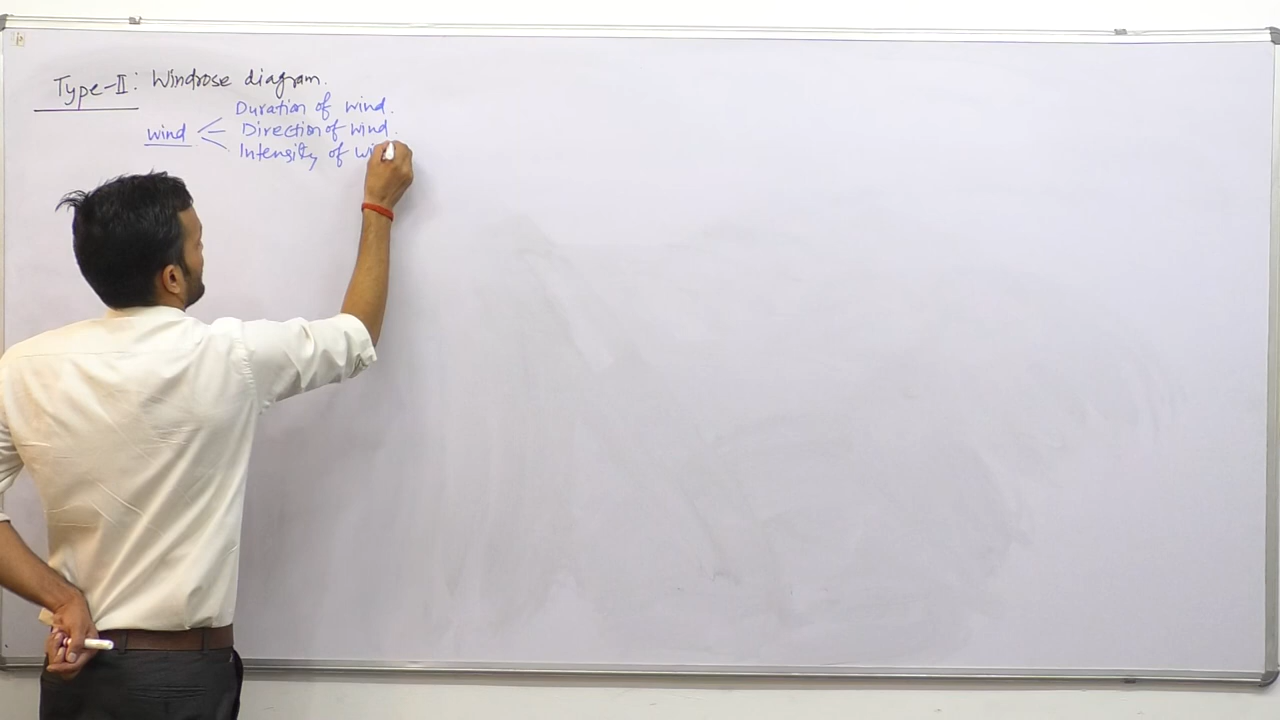 Type-II: Windrose diagram.
Duration of wind.
wind Direction of wind.
Intensity of wi